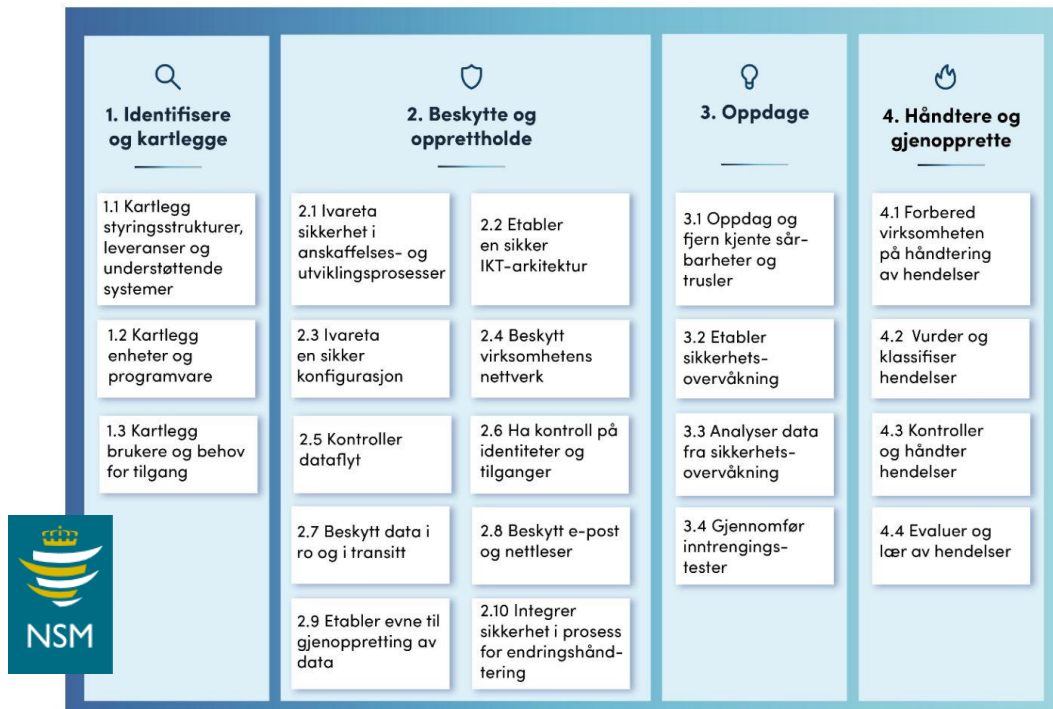 1. Identifisere
og kartlegge
1.1 Kartlegg
styringsstrukturer,
leveranser og
understøttende
systemer
1.2 Kartlegg
enheter og
programvare
1.3 Kartlegg
brukere og behov
for tilgang
2. Beskytte og
opprettholde
2.1 Ivareta
sikkerhet i
anskaffelses- og
utviklingsprosesser
2.2 Etabler
en sikker
IKT-arkitektur
2.3 Ivareta
en sikker
konfigurasjon
2.4 Beskytt
virksomhetens
nettverk
2.5 Kontroller
dataflyt
2.6 Ha kontroll på
identiteter og
tilganger
2.7 Beskytt data i
ro og i transitt
2.8 Beskytt e-post
og nettleser
2.9 Etabler evne til
gjenoppretting av
data
2.10 Integrer
sikkerhet i prosess
for endringshånd-
tering
3. Oppdage
3.1 Oppdag og
fjern kjente sår-
barheter og
trusler
3.2 Etabler
sikkerhets-
overvåkning
3.3 Analyser data
fra sikkerhets-
overvåkning
3.4 Gjennomfør
inntrengings-
tester
4. Håndtere og
gjenopprette
4.1 Forbered
virksomheten
på håndtering
av hendelser
4.2 Vurder og
klassifiser
hendelser
4.3 Kontroller
og håndter
hendelser
4.4 Evaluer og
lær av hendelser
NSM